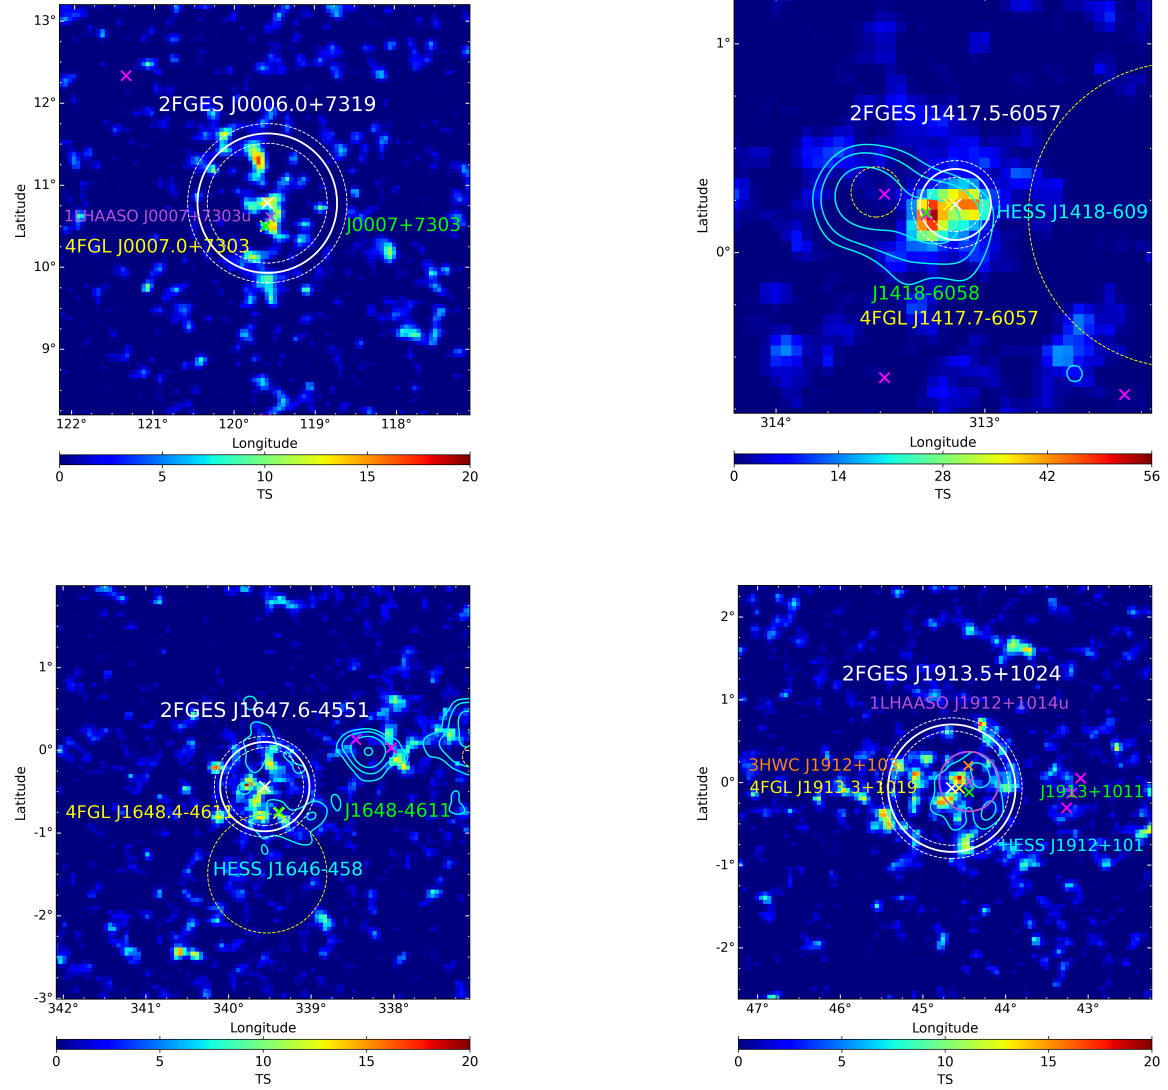 13°
12°
11°
10°
9°
Latitude
2FGES J0006.0+7319
1LHAASO J0007+7303u
J0007+7303
4FGL J0007.0+7303
122°
121°
120°
119°
118°
Longitude
0
5
10
15
20
TS
1°
0°
Latitude
2FGES J1417.5-6057
HESS J1418-609
J1418-6058
4FGL J1417.7-6057
314°
313°
Longitude
0
14
28
42
56
TS
1°
0°
-1°
-2°
-3°
Latitude
2FGES J1647.6-4551
4FGL J1648.4-4611
J1648-4611
HESS J1646-458
342°
341°
340°
339°
338°
Longitude
0
5
10
15
20
TS
2°
1°
0°
-1°
-2°
Latitude
2FGES J1913.5+1024
1LHAASO J1912+1014u
3HWC J1912+103
4FGL J1913.3+1019
J1913+1011
HESS J1912+101
47°
46°
45°
44°
43°
Longitude
0
5
10
15
20
TS